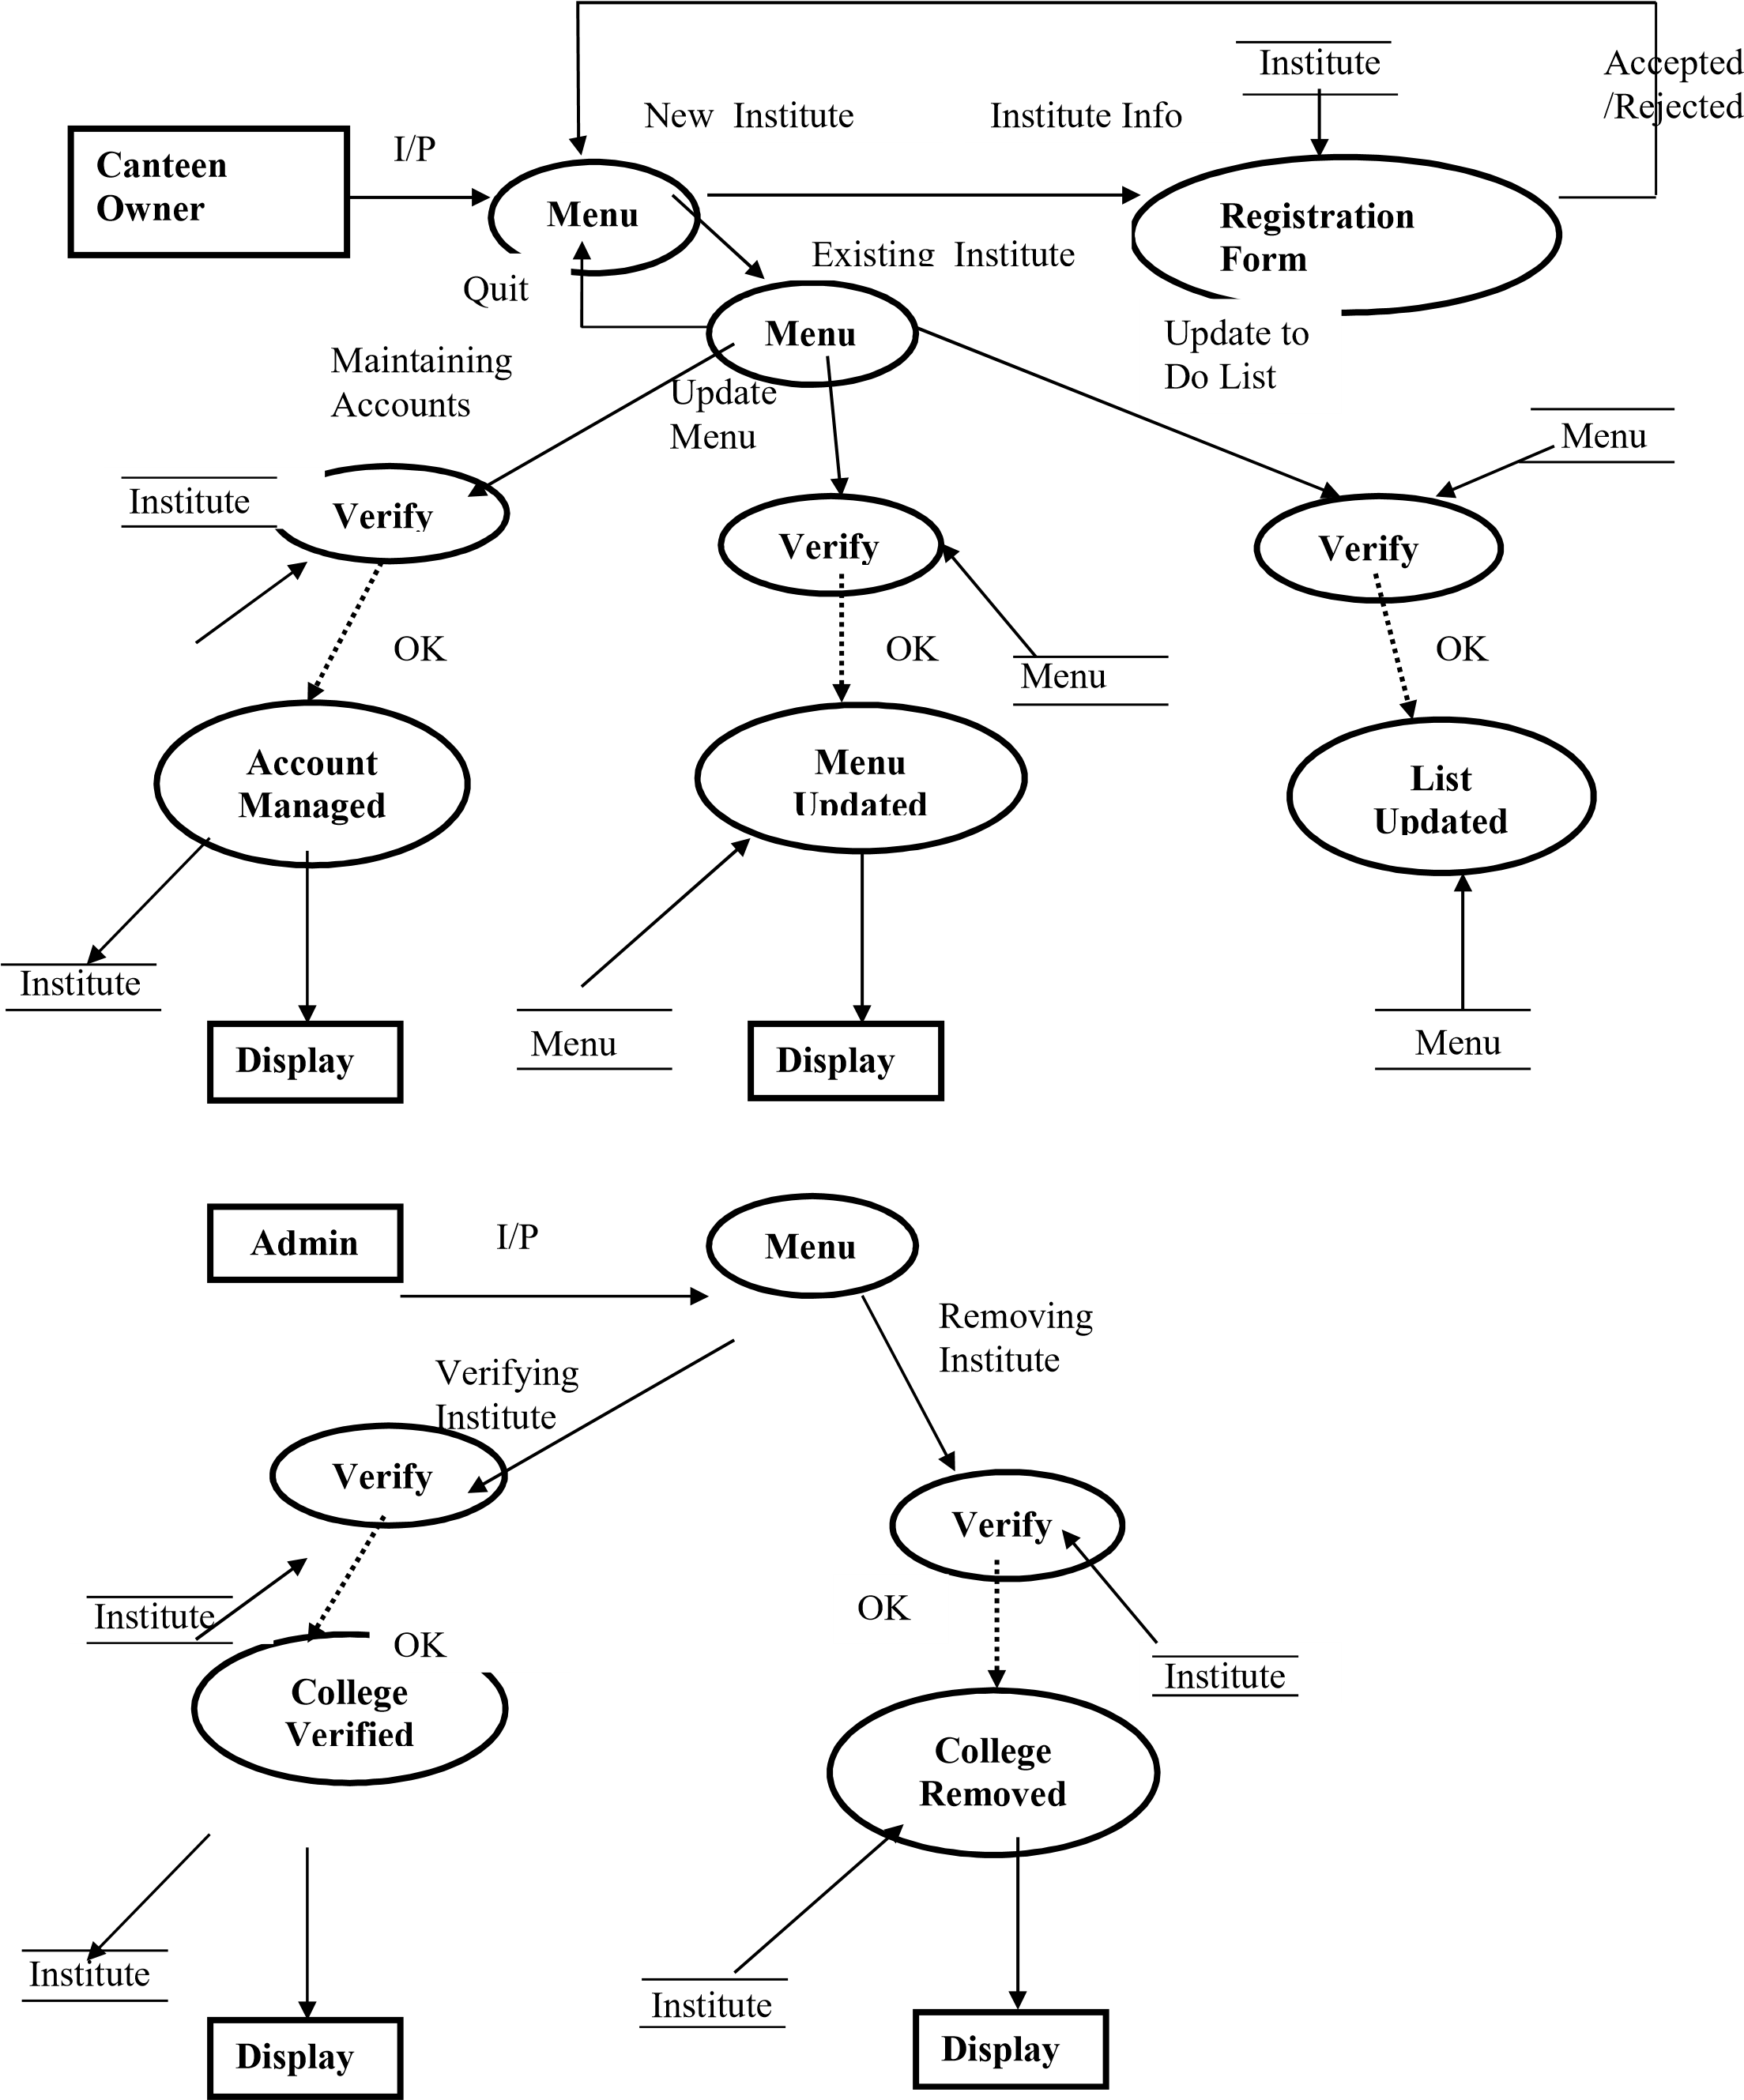 Institute
Accepted
/Rejected
New Institute
Institute Info
I/P
Canteen
Owner
Menu
Registration
Form
Existing Institute
Quit
Menu
Update to
Do List
Maintaining
Accounts
Update
Menu
Menu
Institute
Verify
Verify
Verify
OK
OK
Menu
OK
Account
Managed
Menu
Updated
List
Updated
Institute
Menu
Menu
Display
Display
Admin
I/P
Menu
Removing
Institute
Verifying
Institute
Verify
Verify
Institute
OK
OK
Institute
College
Verified
College
Removed
Institute
Institute
Display
Display